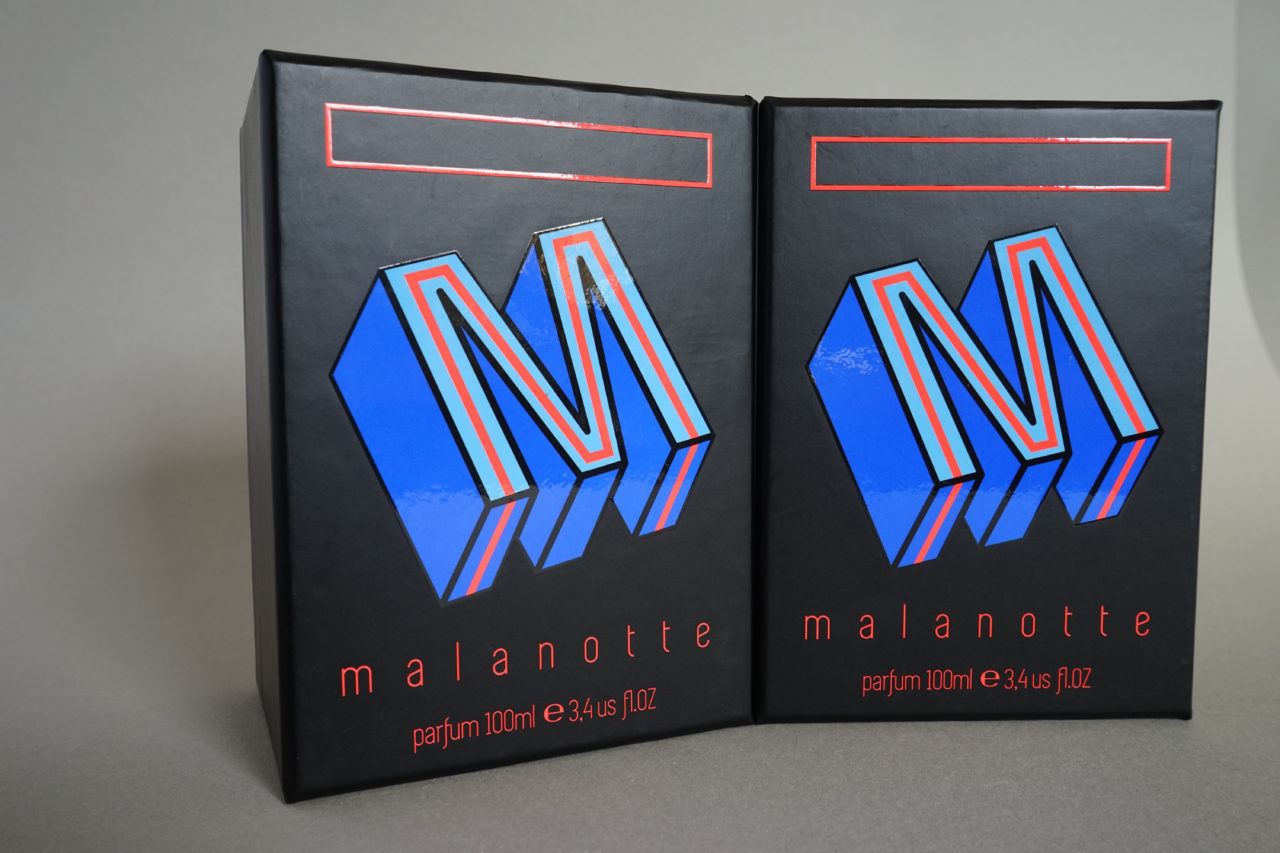 M
malanotte
parfum 100ml ℮ 3,4 us fl.OZ
M
malanotte
parfum 100ml ℮ 3,4 us fl.OZ